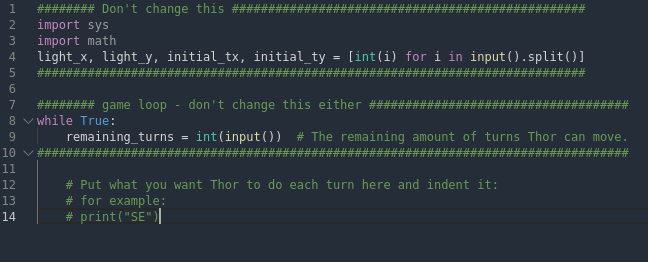 1 ######## Don't change this #################################################
2 import sys
3 import math
4 light_x, light_y, initial_tx, initial_ty = [int(i) for i in input().split()]
5 ############################################################################
6
7 ######## game loop - don't change this either ####################################
8 while True:
9     remaining_turns = int(input())  # The remaining amount of turns Thor can move.
10 ##################################################################################
11
12     # Put what you want Thor to do each turn here and indent it:
13     # for example:
14     # print("SE")